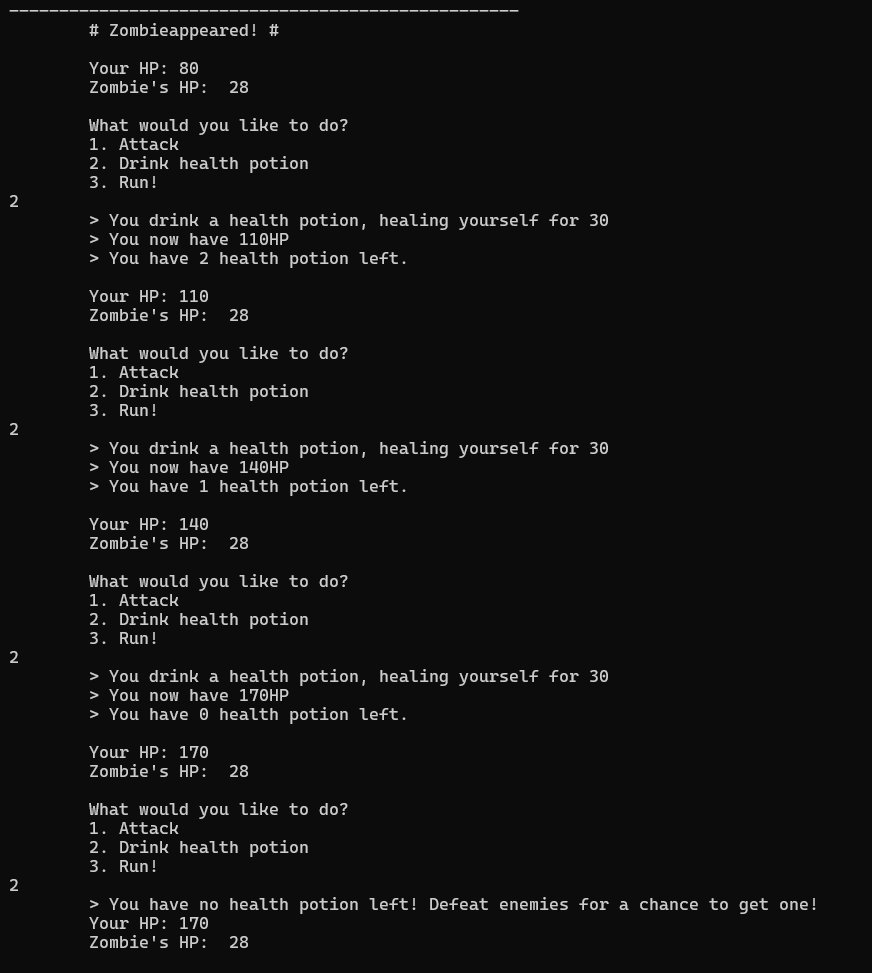 ----------------------------------------------------
# Zombieappeared! #
Your HP: 80
Zombie's HP:  28
What would you like to do?
1. Attack
2. Drink health potion
3. Run!
2
> You drink a health potion, healing yourself for 30
> You now have 110HP
> You have 2 health potion left.
Your HP: 110
Zombie's HP:  28
What would you like to do?
1. Attack
2. Drink health potion
3. Run!
2
> You drink a health potion, healing yourself for 30
> You now have 140HP
> You have 1 health potion left.
Your HP: 140
Zombie's HP:  28
What would you like to do?
1. Attack
2. Drink health potion
3. Run!
2
> You drink a health potion, healing yourself for 30
> You now have 170HP
> You have 0 health potion left.
Your HP: 170
Zombie's HP:  28
What would you like to do?
1. Attack
2. Drink health potion
3. Run!
2
> You have no health potion left! Defeat enemies for a chance to get one!
Your HP: 170
Zombie's HP:  28